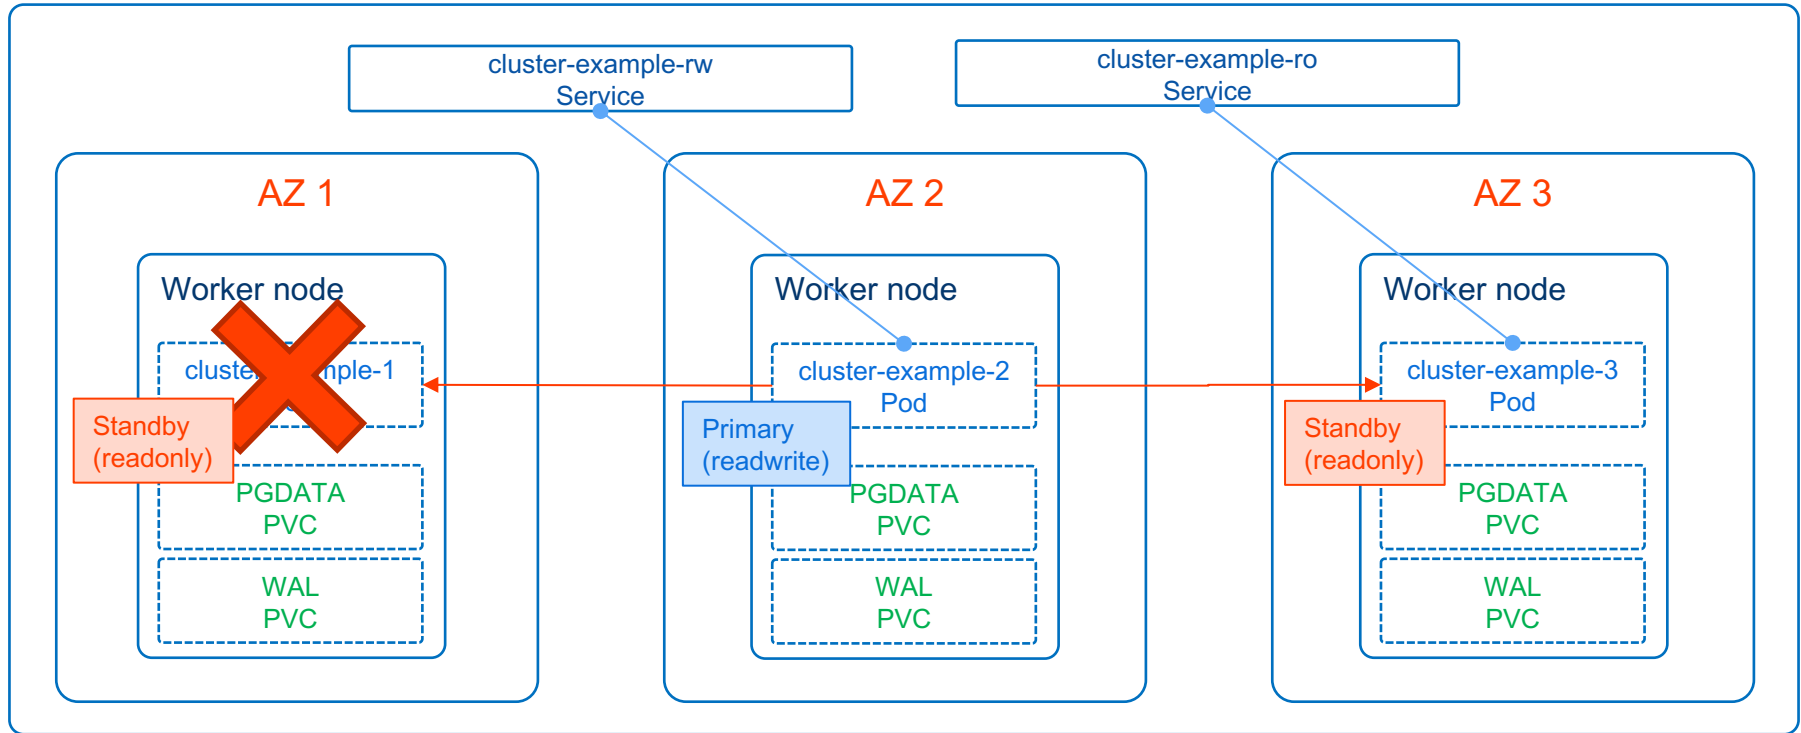 cluster-example-rw
Service
cluster-example-ro
Service
AZ 1
Worker node
Standby
(readonly)
PGDATA
PVC
WAL
PVC
AZ 2
Worker node
cluster-example-2
Pod
Primary
(readwrite)
PGDATA
PVC
WAL
PVC
AZ 3
Worker node
cluster-example-3
Pod
Standby
(readonly)
PGDATA
PVC
WAL
PVC